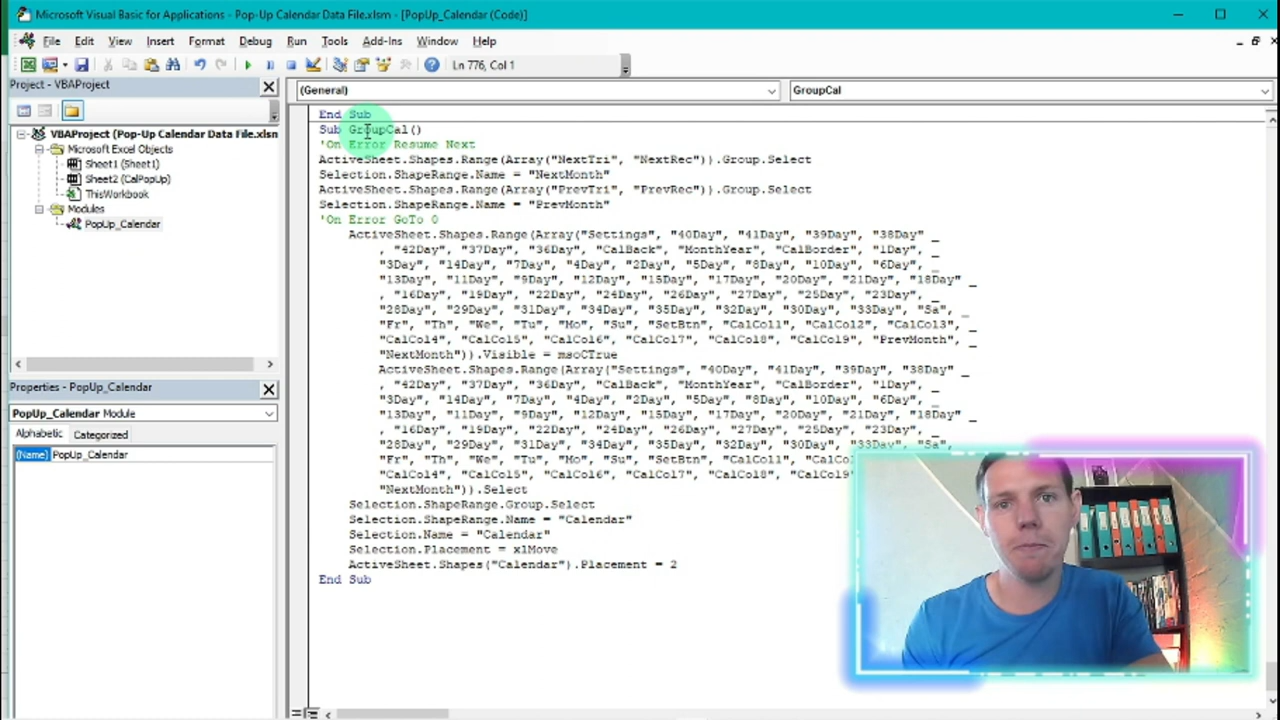 Microsoft Visual Basic for Applications - Pop-Up Calendar Data File.xlsm - [PopUp_Calendar (Code)]
File Edit View Insert Format Debug Run Tools Add-Ins Window Help
Ln 776, Col 1
Project - VBAProject
VBAProject (Pop-Up Calendar Data File.xlsm
Microsoft Excel Objects
Sheet1 (Sheet1)
Sheet2 (CalPopUp)
ThisWorkbook
Modules
PopUp_Calendar
Properties - PopUp_Calendar
PopUp_Calendar Module
Alphabetic Categorized
(Name) PopUp_Calendar
(General) GroupCal
End Sub
Sub GroupCal()
'On Error Resume Next
ActiveSheet.Shapes.Range(Array("NextTri", "NextRec")).Group.Select
Selection.ShapeRange.Name = "NextMonth"
ActiveSheet.Shapes.Range(Array("PrevTri", "PrevRec")).Group.Select
Selection.ShapeRange.Name = "PrevMonth"
'On Error GoTo 0
ActiveSheet.Shapes.Range(Array("Settings", "40Day", "41Day", "39Day", "38Day" _
, "42Day", "37Day", "36Day", "CalBack", "MonthYear", "CalBorder", "1Day", _
"3Day", "14Day", "7Day", "4Day", "2Day", "5Day", "8Day", "10Day", "6Day", _
"13Day", "11Day", "9Day", "12Day", "15Day", "17Day", "20Day", "21Day", "18Day" _
, "16Day", "19Day", "22Day", "24Day", "26Day", "27Day", "25Day", "23Day", _
"28Day", "29Day", "31Day", "34Day", "35Day", "32Day", "30Day", "33Day", "Sa", _
"Fr", "Th", "We", "Tu", "Mo", "Su", "SetBtn", "CalCol1", "CalCol2", "CalCol3", _
"CalCol4", "CalCol5", "CalCol6", "CalCol7", "CalCol8", "CalCol9", "PrevMonth", _
"NextMonth")).Visible = msoCTrue
ActiveSheet.Shapes.Range(Array("Settings", "40Day", "41Day", "39Day", "38Day" _
, "42Day", "37Day", "36Day", "CalBack", "MonthYear", "CalBorder", "1Day", _
"3Day", "14Day", "7Day", "4Day", "2Day", "5Day", "8Day", "10Day", "6Day", _
"13Day", "11Day", "9Day", "12Day", "15Day", "17Day", "20Day", "21Day", "18Day" _
, "16Day", "19Day", "22Day", "24Day", "26Day", "27Day", "25Day", "23Day", _
"28Day", "29Day", "31Day", "34Day", "35Day", "32Day", "30Day", "33Day", "Sa", _
"Fr", "Th", "We", "Tu", "Mo", "Su", "SetBtn", "CalCol1
"CalCol4", "CalCol5", "CalCol6", "CalCol7", "CalCol8", "CalCol9
"NextMonth")).Select
Selection.ShapeRange.Group.Select
Selection.ShapeRange.Name = "Calendar"
Selection.Name = "Calendar"
Selection.Placement = xlMove
ActiveSheet.Shapes("Calendar").Placement = 2
End Sub